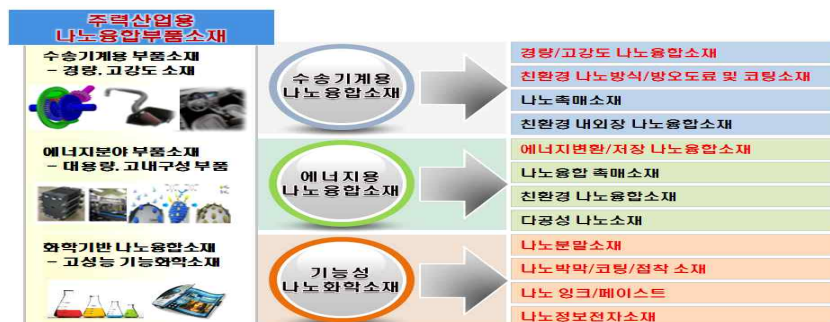 주력산업용
나노융합부품소재
수송기계용 부품소재
- 경량. 고강도 소재
에너지분야 부품소재
- 대용량. 고내구성 부품
화학기반 나노융합소재
- 고성능 기능화학소재
수송기계용
나노융합소재
경량/고강도 나노융합소재
친환경 나노방식/방오도료 및 코팅소재
나노촉매소재
친환경 내외장 나노융합소재
에너지용
나노융합소재
에너지변환/저장 나노융합소재
나노융합 촉매소재
친환경 나노융합소재
다공성 나노소재
기능성
나노화학소재
나노분말소재
나노박막/코팅/접착 소재
나노 잉크/페이스트
나노정보전자소재